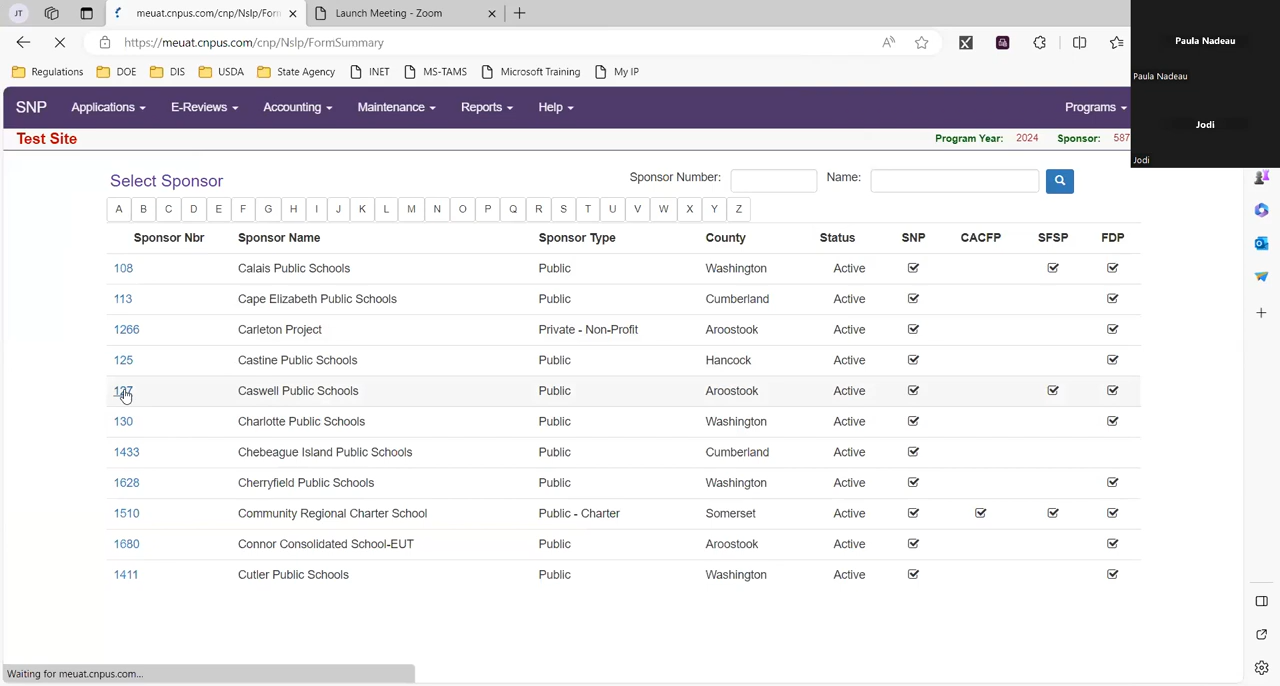 JT meuat.cnpus.com/cnp/Nslp/Form Launch Meeting - Zoom
https://meuat.cnpus.com/cnp/Nslp/FormSummary
Regulations DOE DIS USDA State Agency INET MS-TAMS Microsoft Training My IP
SNP Applications E-Reviews Accounting Maintenance Reports Help Programs
Test Site Program Year: 2024 Sponsor: 587
Paula Nadeau
Paula Nadeau
Jodi
Jodi
Select Sponsor Sponsor Number: Name:
A B C D E F G H I J K L M N O P Q R S T U V W X Y Z
Sponsor Nbr Sponsor Name Sponsor Type County Status SNP CACFP SFSP FDP
108 Calais Public Schools Public Washington Active
113 Cape Elizabeth Public Schools Public Cumberland Active
1266 Carleton Project Private - Non-Profit Aroostook Active
125 Castine Public Schools Public Hancock Active
127 Caswell Public Schools Public Aroostook Active
130 Charlotte Public Schools Public Washington Active
1433 Chebeague Island Public Schools Public Cumberland Active
1628 Cherryfield Public Schools Public Washington Active
1510 Community Regional Charter School Public - Charter Somerset Active
1680 Connor Consolidated School-EUT Public Aroostook Active
1411 Cutler Public Schools Public Washington Active
Waiting for meuat.cnpus.com...